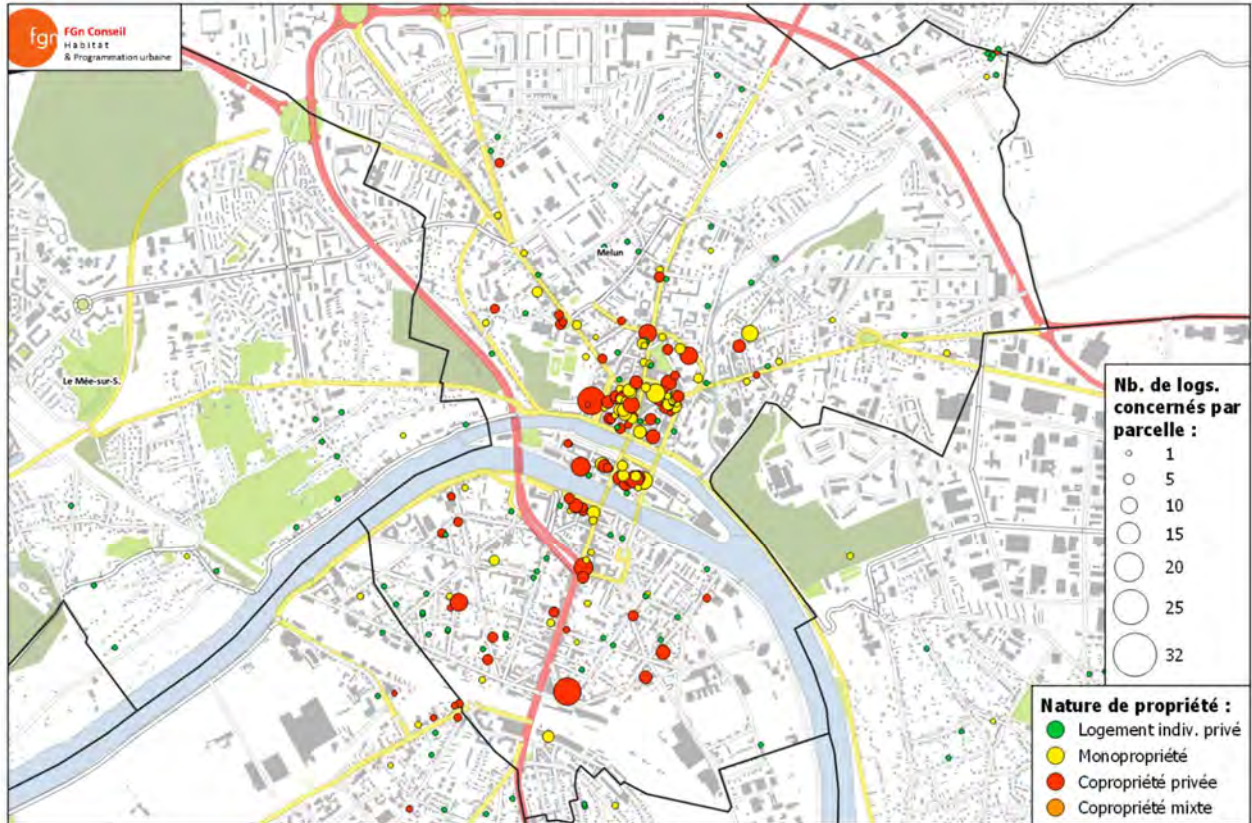 fgn
FGn Conseil
Habitat
& Programmation urbaine
Melun
Le Mée-sur-S.
Nb. de logs.
concernés par
parcelle :
1
5
10
15
20
25
32
Nature de propriété :
Logement indiv. privé
Monopropriété
Copropriété privée
Copropriété mixte